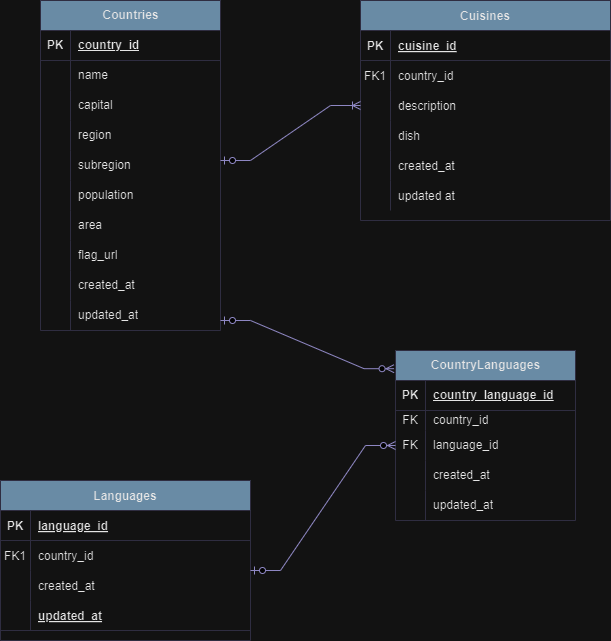 Countries
PK country_id
name
capital
region
subregion
population
area
flag_url
created_at
updated_at
Cuisines
PK cuisine_id
FK1 country_id
description
dish
created_at
updated at
CountryLanguages
PK country_language_id
FK country_id
FK language_id
created_at
updated_at
Languages
PK language_id
FK1 country_id
created_at
updated_at